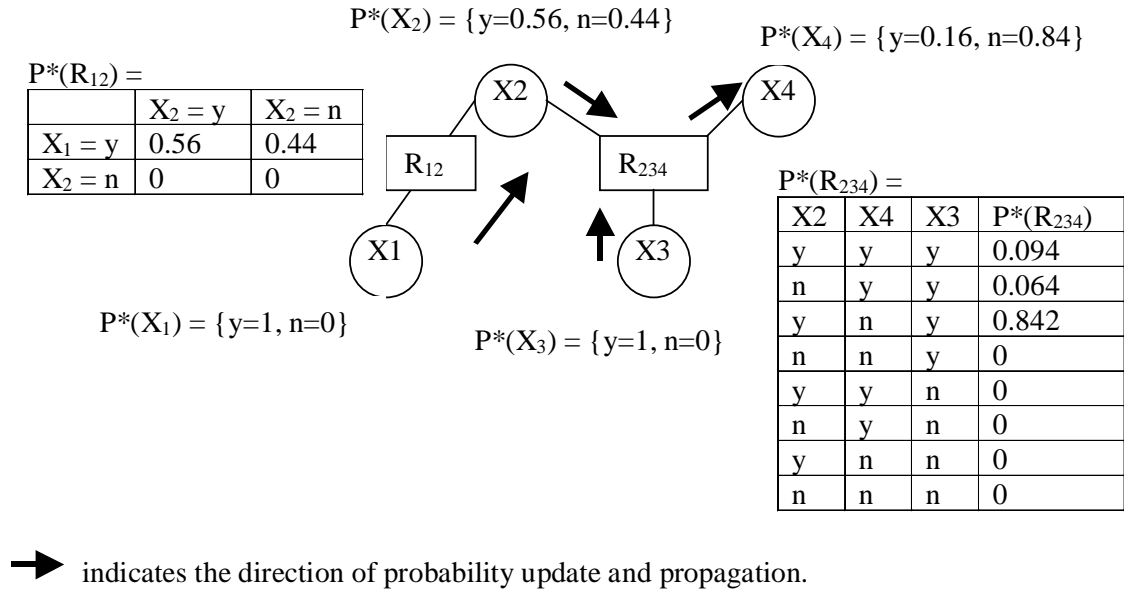 P*(X2) = {y=0.56, n=0.44}
P*(X4) = {y=0.16, n=0.84}
P*(R12) =
X2 = y X2 = n
X1 = y 0.56 0.44
X2 = n 0 0
X2
X4
R12
R234
X1
X3
P*(X1) = {y=1, n=0}
P*(X3) = {y=1, n=0}
P*(R234) =
X2 X4 X3 P*(R234)
y y y 0.094
n y y 0.064
y n y 0.842
n n y 0
y y n 0
n y n 0
y n n 0
n n n 0
indicates the direction of probability update and propagation.